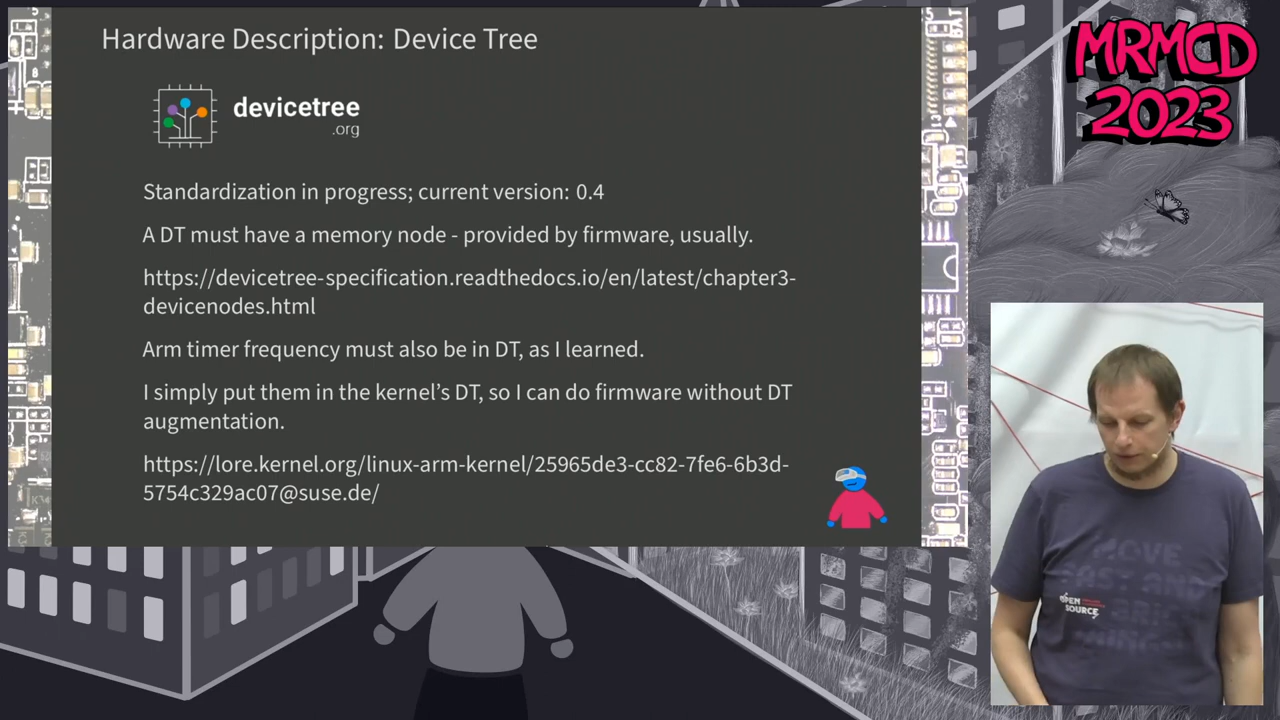 Hardware Description: Device Tree
devicetree
.org
Standardization in progress; current version: 0.4
A DT must have a memory node - provided by firmware, usually.
https://devicetree-specification.readthedocs.io/en/latest/chapter3-
devicenodes.html
Arm timer frequency must also be in DT, as I learned.
I simply put them in the kernel’s DT, so I can do firmware without DT
augmentation.
https://lore.kernel.org/linux-arm-kernel/25965de3-cc82-7fe6-6b3d-
5754c329ac07@suse.de/
MRMCD
2023
MOVE
FAST AND
OPEN
SOURCE